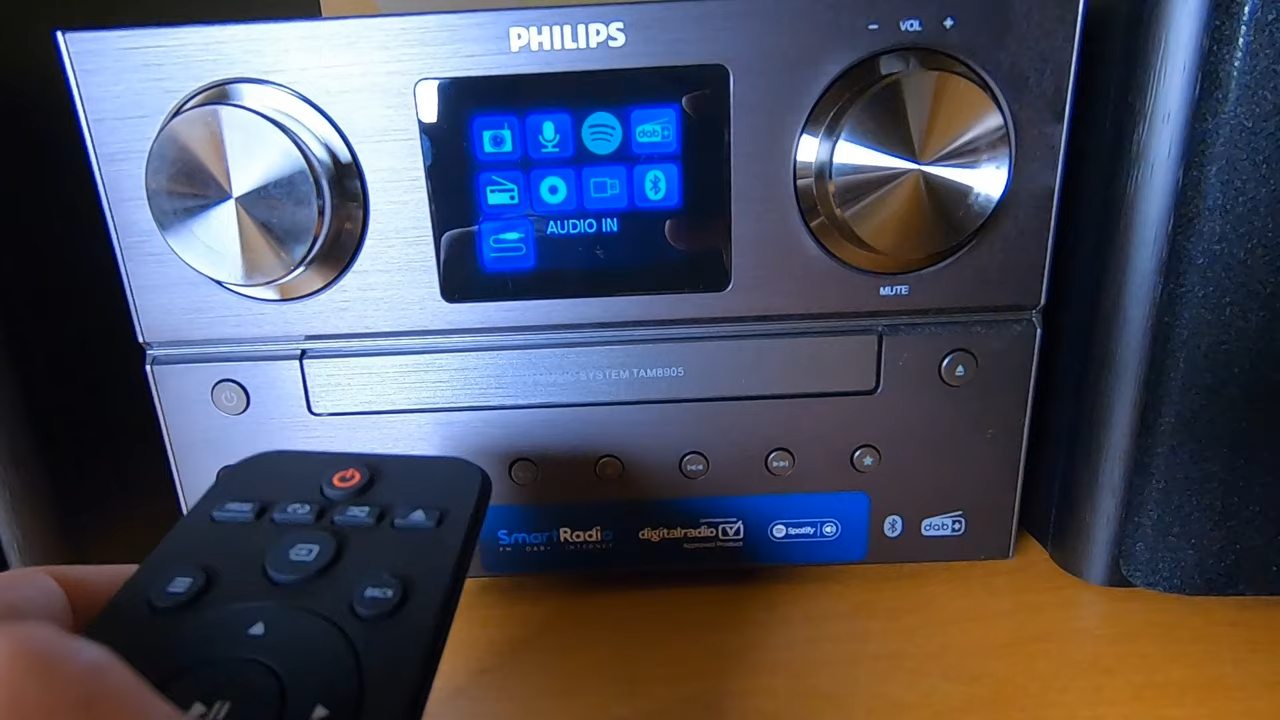 PHILIPS
- VOL +
dab+
AUDIO IN
MUTE
SYSTEM TAM8905
SmartRadio
FM DAB+ INTERNET
digitalradio
Approved Product
Spotify
dab+
BACK